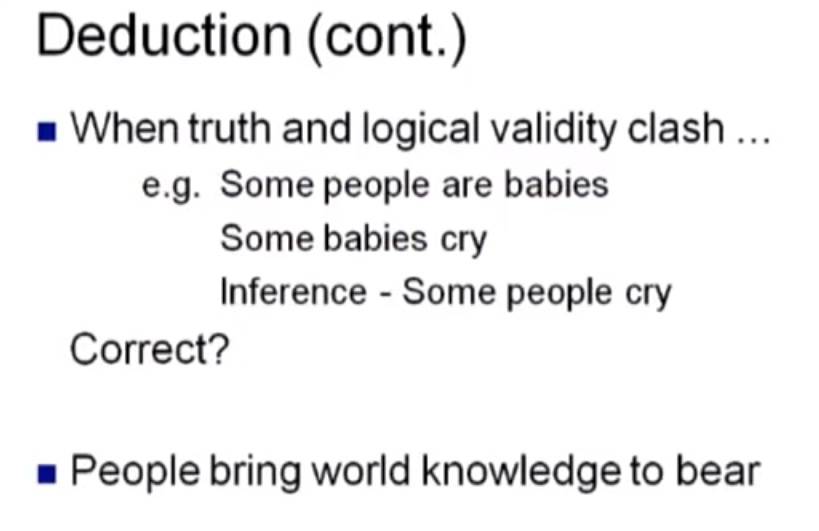 Deduction (cont.)
When truth and logical validity clash ...
e.g. Some people are babies
Some babies cry
Inference - Some people cry
Correct?
People bring world knowledge to bear